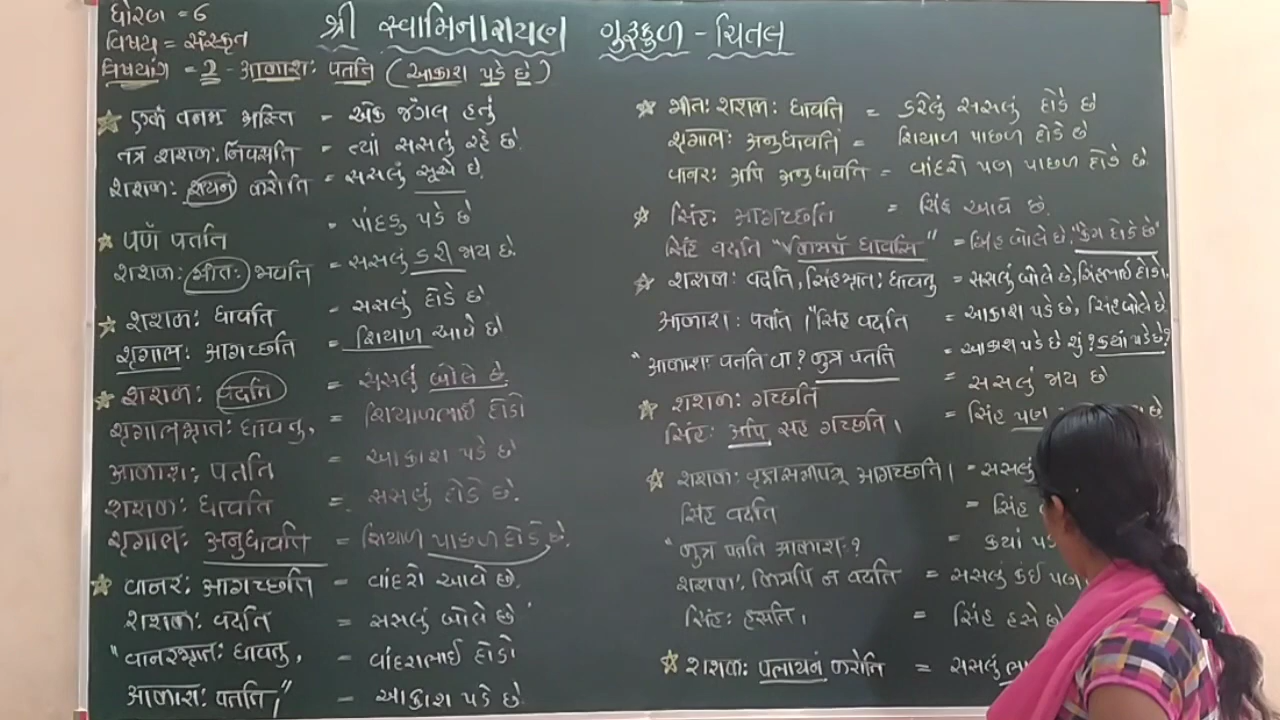 ધોરણ = 6
વિષય = સંસ્કૃત
શ્રી સ્વામિનારાયણ ગુરુકુળ - ચિતલ
વિષયાંગ = 2 - आकाशः पतति (આકાશ પડે છે)
एकं वनम् अस्ति - એક જંગલ હતું
तत्र शशकः निवसति = ત્યાં સસલું રહે છે.
शशकः शयनं करोति = સસલું સૂએ છે.
पर्णं पतति = પાંદડુ પડે છે
शशकः भीतः भवति = સસલું ડરી જાય છે.
शशकः धावति = સસલું દોડે છે
शृगालः आगच्छति = શિયાળ આવે છે
शशकः वदति = સસલું બોલે છે.
शृगालभ्रातः धावतु, = શિયાળભાઈ દોડો
आकाशः पतति = આકાશ પડે છે
शशकः धावति = સસલું દોડે છે.
शृगालः अनुधावति = શિયાળ પાછળ દોડે છે.
वानरः आगच्छति = વાંદરો આવે છે.
शशकः वदति = સસલું બોલે છે
"वानरभ्रातः धावतु, = વાંદરાભાઈ દોડો
आकाशः पतति," = આકાશ પડે છે
भीतः शशकः धावति = ડરેલું સસલું દોડે છે
शृगालः अनुधावति = શિયાળ પાછળ દોડે છે
वानरः अपि अनुधावति = વાંદરો પણ પાછળ દોડે છે.
सिंहः आगच्छति = સિંહ આવે છે.
सिंह वदति "किमर्थं धावसि" = સિંહ બોલે છે. "કેમ દોડે છે"
शशकः वदति, सिंहभ्रातः धावतु = સસલું બોલે છે, સિંહભાઈ દોડો.
आकाशः पतति, सिंह वदति = આકાશ પડે છે, સિંહ બોલે છે.
"आकाशः पतति वा? कुत्र पतति = આકાશ પડે છે શું? કયાં પડે છે?
शशकः गच्छति = સસલું જાય છે
सिंहः अपि सह गच्छति। = સિંહ પણ છે.
शशकः वृक्षसमीपम् आगच्छति। = સસલું
सिंह वदति = સિંહ
"कुत्र पतति आकाशः? = કયાં
शशकः किमपि न वदति = સસલું કંઈ પણ
सिंहः हसति। = સિંહ હસે છે
शशकः पलायनं करोति = સસલું